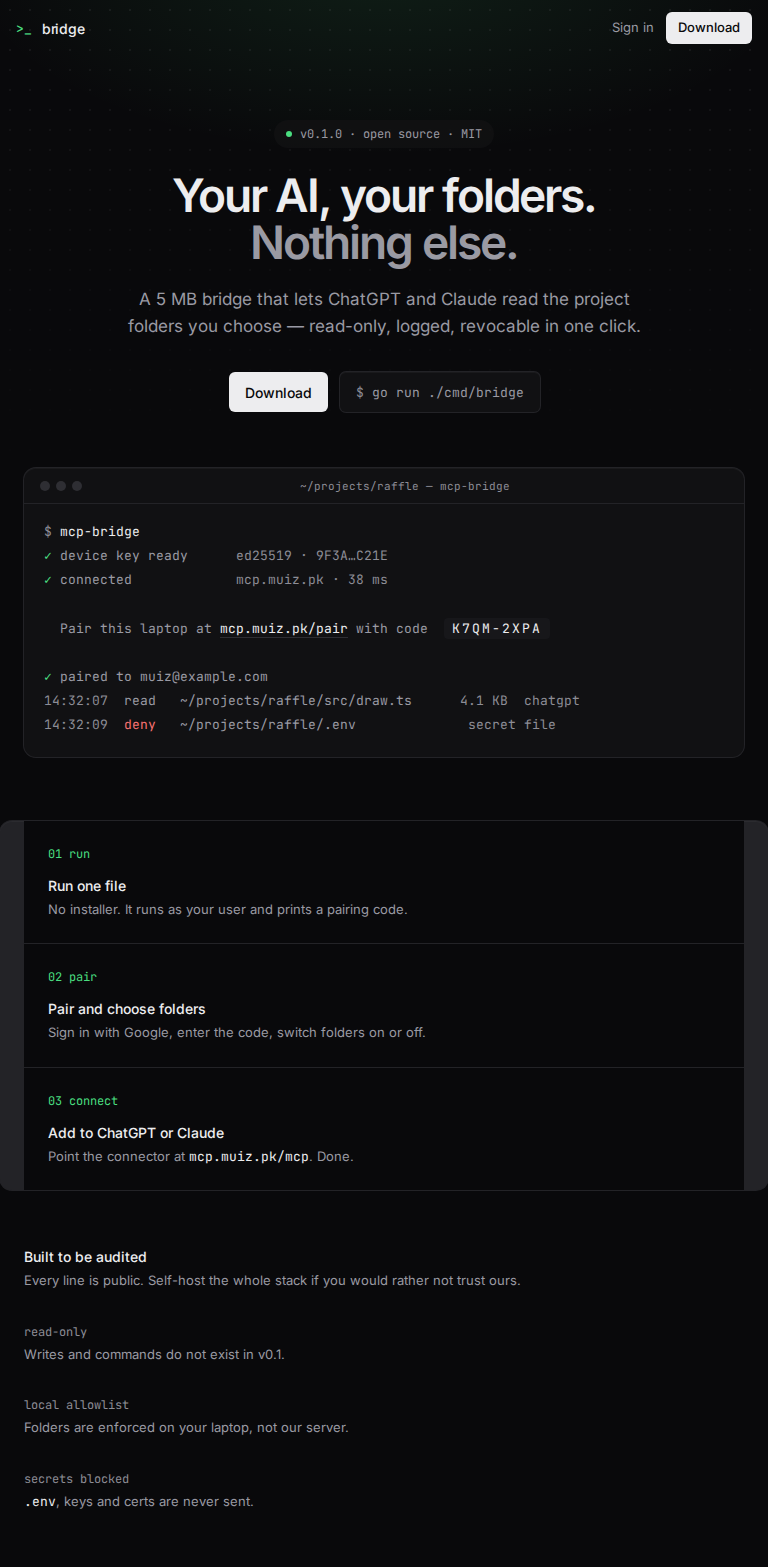 >_ bridge
Sign in
Download
v0.1.0 · open source · MIT
Your AI, your folders.
Nothing else.
A 5 MB bridge that lets ChatGPT and Claude read the project
folders you choose — read-only, logged, revocable in one click.
Download
$ go run ./cmd/bridge
~/projects/raffle — mcp-bridge
$ mcp-bridge
✓ device key ready ed25519 · 9F3A…C21E
✓ connected mcp.muiz.pk · 38 ms
Pair this laptop at mcp.muiz.pk/pair with code K7QM-2XPA
✓ paired to muiz@example.com
14:32:07 read ~/projects/raffle/src/draw.ts 4.1 KB chatgpt
14:32:09 deny ~/projects/raffle/.env secret file
01 run
Run one file
No installer. It runs as your user and prints a pairing code.
02 pair
Pair and choose folders
Sign in with Google, enter the code, switch folders on or off.
03 connect
Add to ChatGPT or Claude
Point the connector at mcp.muiz.pk/mcp. Done.
Built to be audited
Every line is public. Self-host the whole stack if you would rather not trust ours.
read-only
Writes and commands do not exist in v0.1.
local allowlist
Folders are enforced on your laptop, not our server.
secrets blocked
.env, keys and certs are never sent.